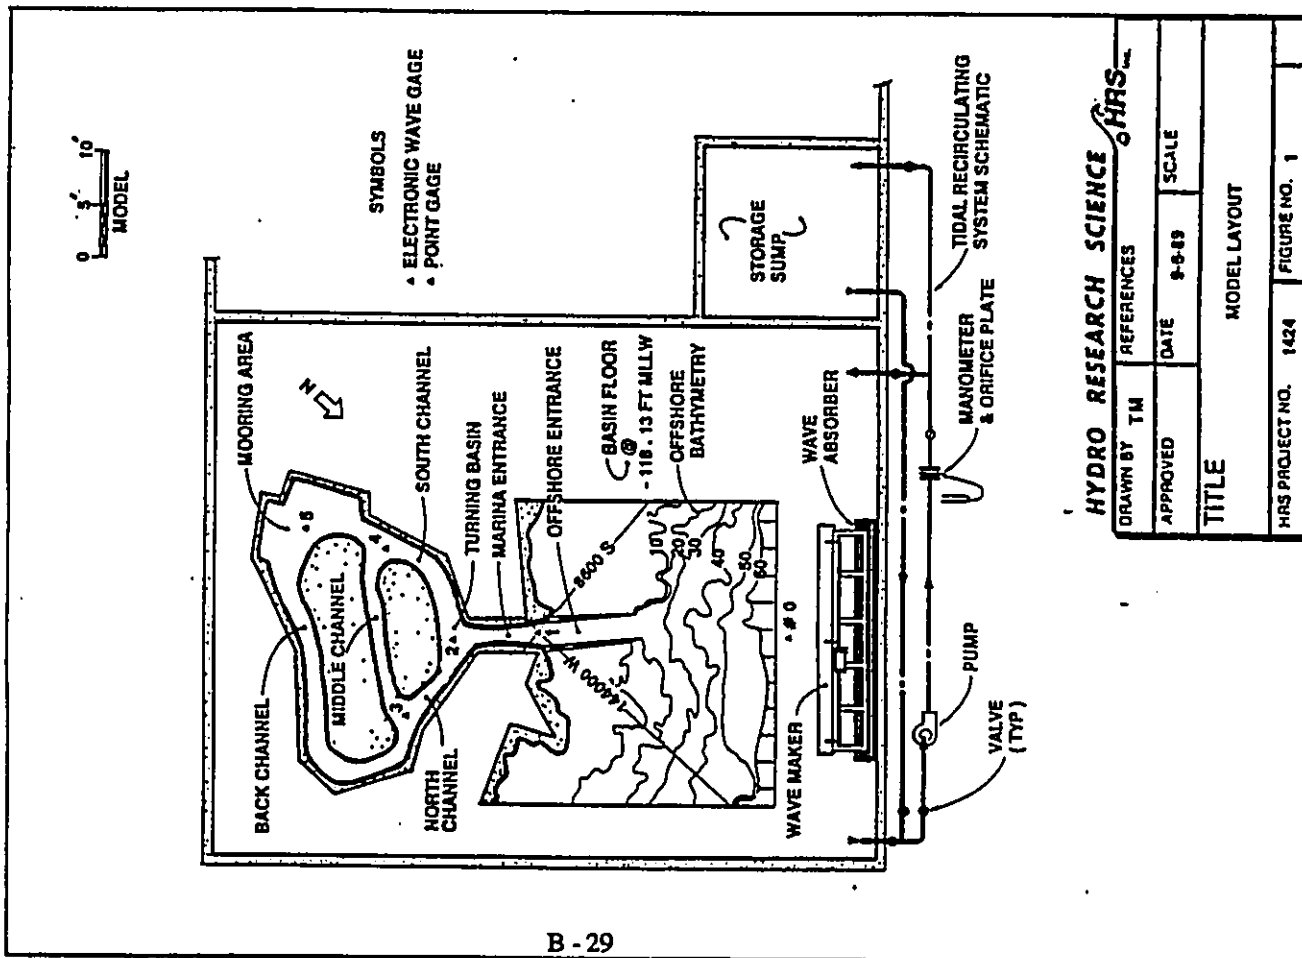 0 5' 10'
MODEL
SYMBOLS
▲ ELECTRONIC WAVE GAGE
▲ POINT GAGE
MOORING AREA
N
BACK CHANNEL
MIDDLE CHANNEL
5
4
SOUTH CHANNEL
3
2
NORTH
CHANNEL
TURNING BASIN
MARINA ENTRANCE
OFFSHORE ENTRANCE
1
BASIN FLOOR
@
-118.13 FT MLLW
OFFSHORE
BATHYMETRY
8600 S
144000 W
10
20
30
40
50
60
# 0
WAVE MAKER
WAVE
ABSORBER
STORAGE
SUMP
TIDAL RECIRCULATING
SYSTEM SCHEMATIC
MANOMETER
& ORIFICE PLATE
PUMP
VALVE
(TYP)
HYDRO RESEARCH SCIENCE HRS Inc.
DRAWN BY TM REFERENCES
APPROVED DATE 9-6-89 SCALE
TITLE
MODEL LAYOUT
HRS PROJECT NO. 1424 FIGURE NO. 1
B - 29